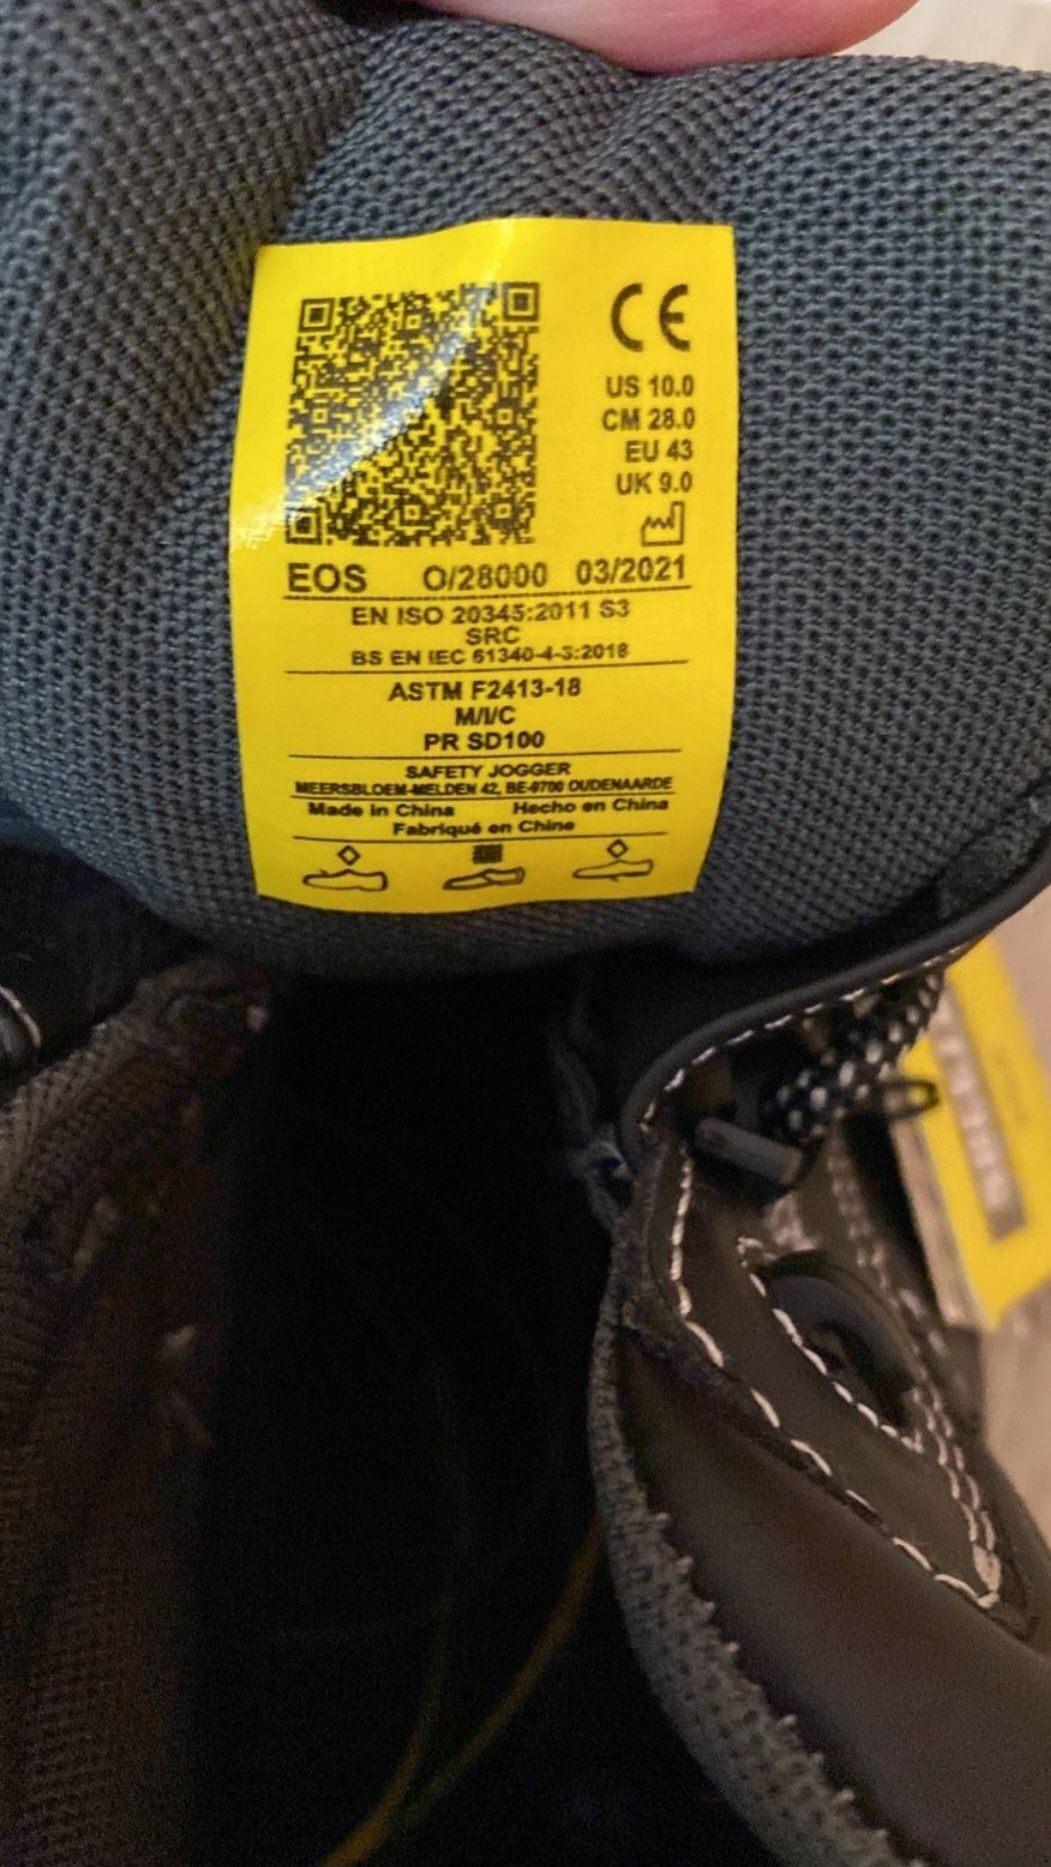 CE
US 10.0
CM 28.0
EU 43
UK 9.0
EOS O/28000 03/2021
EN ISO 20345:2011 S3
SRC
BS EN IEC 61340-4-3:2018
ASTM F2413-18
M/I/C
PR SD100
SAFETY JOGGER
MEERSBLOEM-MELDEN 42, BE-9700 OUDENAARDE
Made in China Hecho en China
Fabriqué en Chine